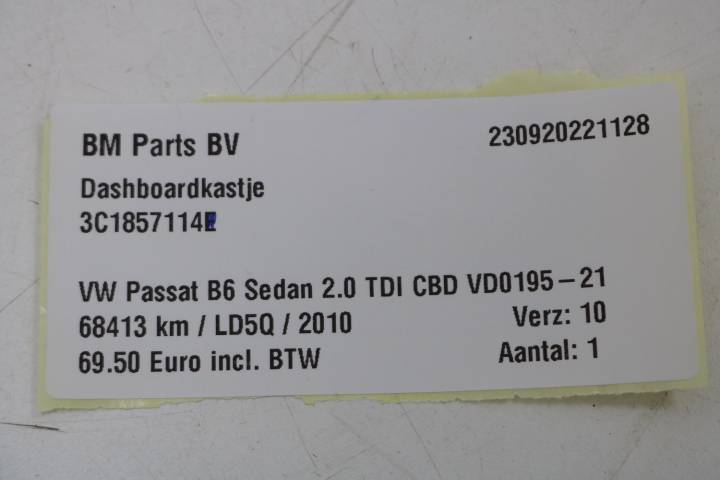 BM Parts BV
230920221128
Dashboardkastje
3C1857114E
VW Passat B6 Sedan 2.0 TDI CBD VD0195-21
68413 km / LD5Q / 2010
Verz: 10
69.50 Euro incl. BTW
Aantal: 1